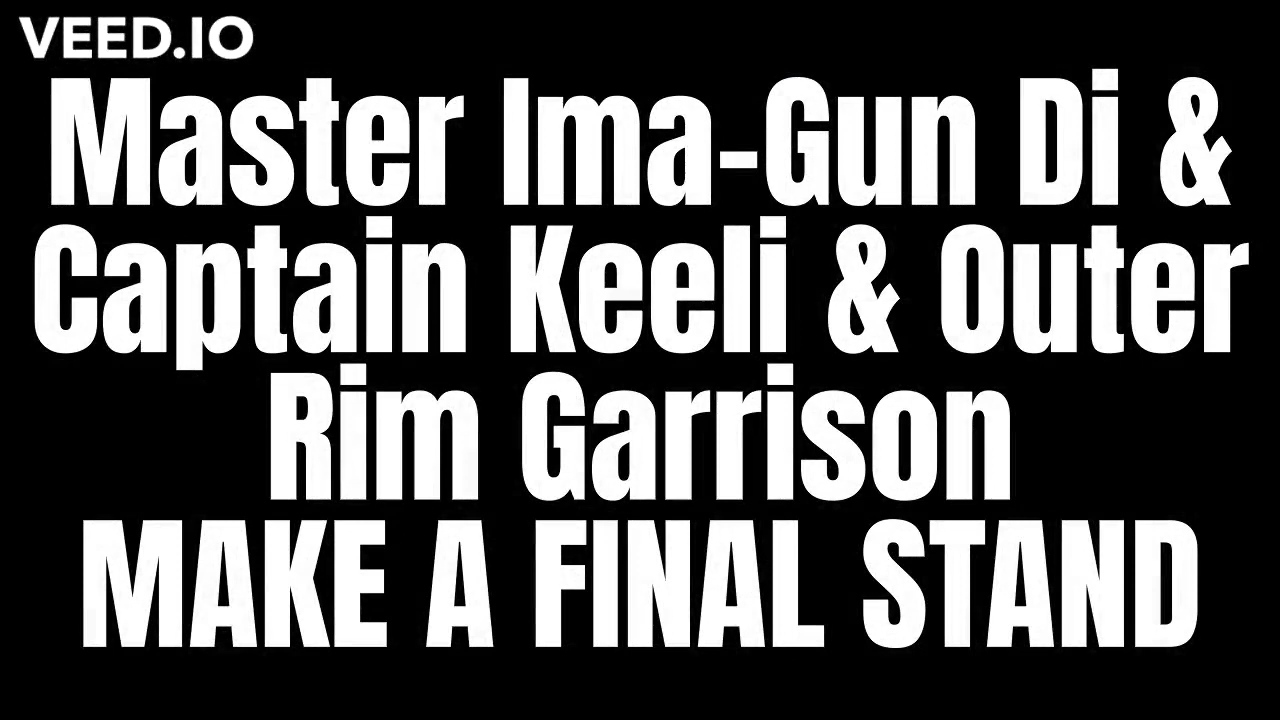 VEED.IO
Master Ima-Gun Di &
Captain Keeli & Outer
Rim Garrison
MAKE A FINAL STAND